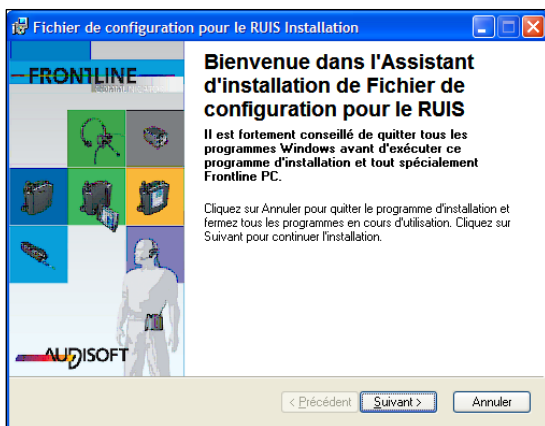 Fichier de configuration pour le RUIS Installation
FRONTLINE
Bienvenue dans l'Assistant
d'installation de Fichier de
configuration pour le RUIS
Il est fortement conseillé de quitter tous les
programmes Windows avant d'exécuter ce
programme d'installation et tout spécialement
Frontline PC.
Cliquez sur Annuler pour quitter le programme d'installation et
fermez tous les programmes en cours d'utilisation. Cliquez sur
Suivant pour continuer l'installation.
AUDISOFT
< Précédent
Suivant >
Annuler